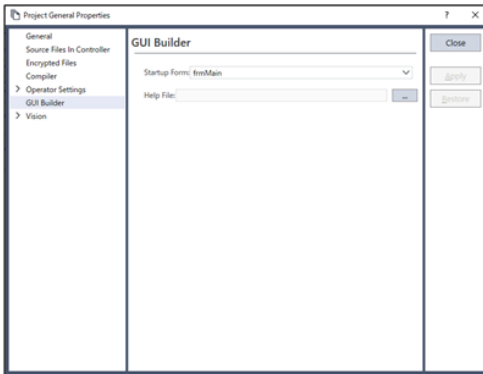 Project General Properties
?
General
Source Files In Controller
Encrypted Files
Compiler
Operator Settings
GUI Builder
Vision
GUI Builder
Startup Form: frmMain
Help File:
...
Close
Apply
Restore